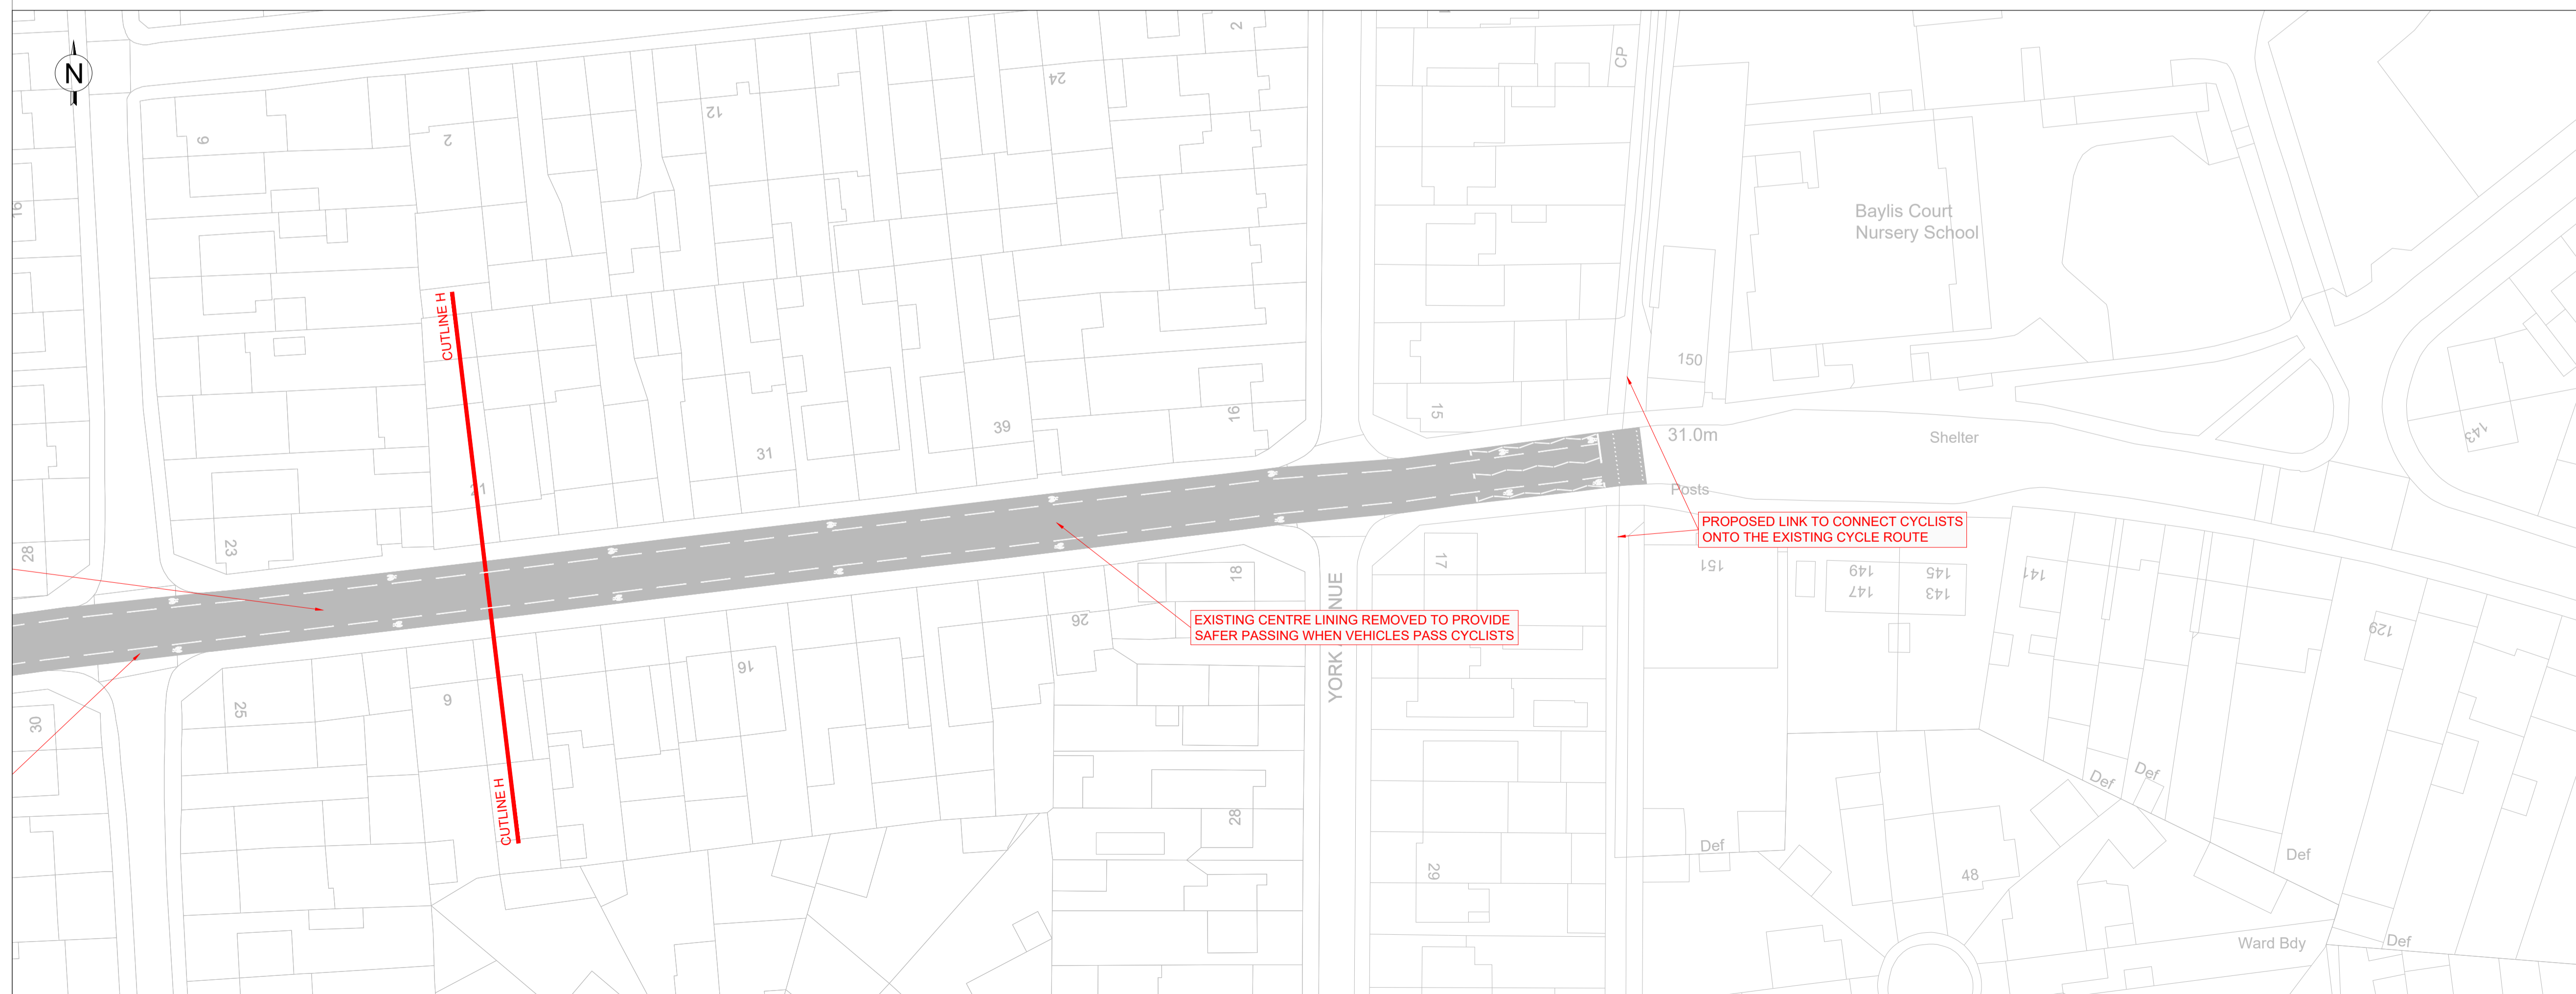 N
2
CP
24
12
9
2
Baylis Court
Nursery School
CUTLINE H
150
15
16
39
31.0m
Shelter
143
31
21
Posts
PROPOSED LINK TO CONNECT CYCLISTS
ONTO THE EXISTING CYCLE ROUTE
23
28
17
18
151
149
145
147
143
141
YORK
NUE
26
EXISTING CENTRE LINING REMOVED TO PROVIDE
SAFER PASSING WHEN VEHICLES PASS CYCLISTS
129
16
25
30
CUTLINE H
Def
Def
28
Def
Def
29
48
Ward Bdy
Def